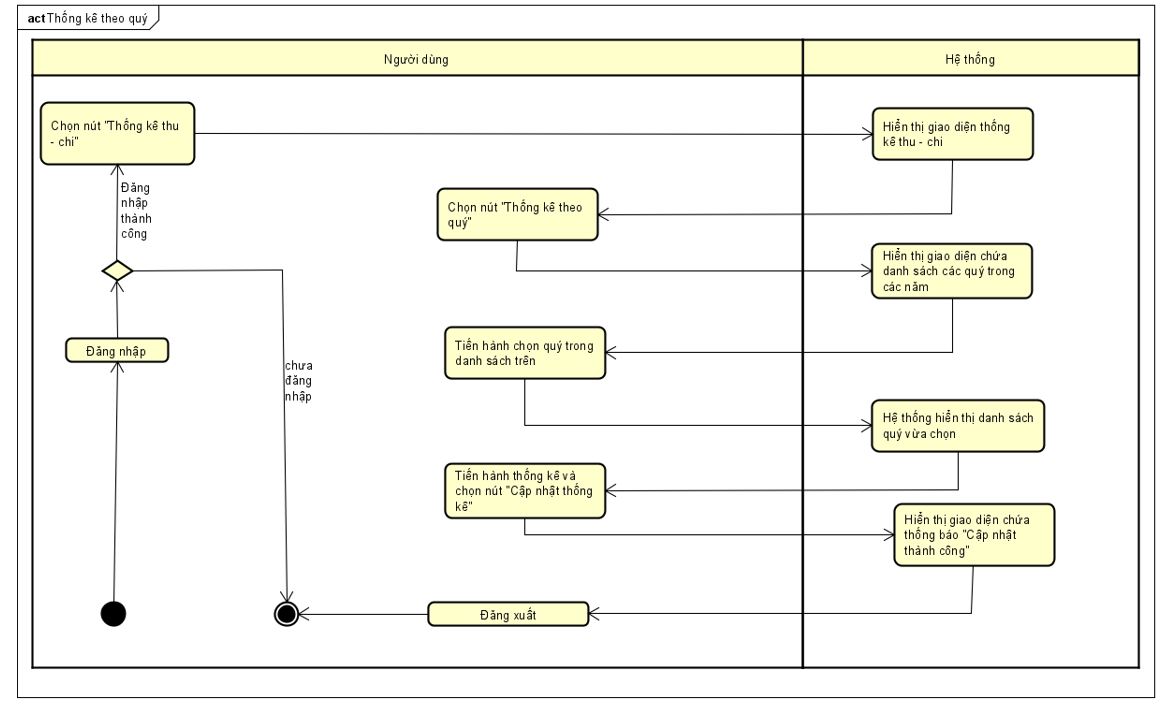 act Thống kê theo quý
Người dùng
Hệ thống
Chọn nút "Thống kê thu
- chi"
Hiển thị giao diện thống
kê thu - chi
Đăng
nhập
thành
công
Chọn nút "Thống kê theo
quý"
Hiển thị giao diện chứa
danh sách các quý trong
các năm
Đăng nhập
Tiến hành chọn quý trong
danh sách trên
chưa
đăng
nhập
Hệ thống hiển thị danh sách
quý vừa chọn
Tiến hành thống kê và
chọn nút "Cập nhật thống
kê"
Hiển thị giao diện chứa
thông báo "Cập nhật
thành công"
Đăng xuất